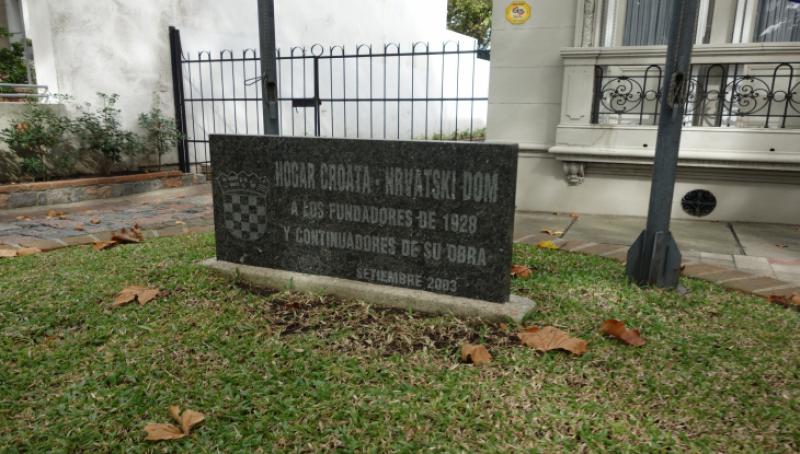 HOGAR CROATA - HRVATSKI DOM
A LOS FUNDADORES DE 1928
Y CONTINUADORES DE SU OBRA
SETIEMBRE 2003